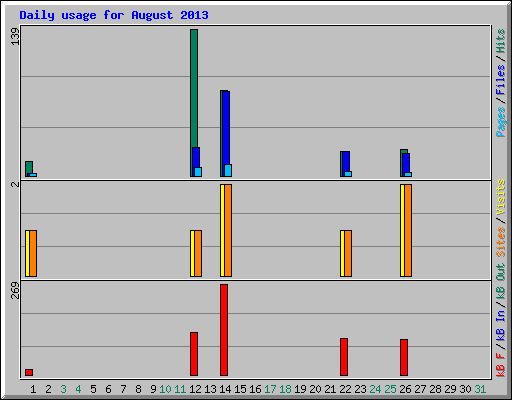 Daily usage for August 2013
139
2
269
Pages / Files / Hits
Sites / Visits
kB F / kB In / kB Out
1 2 3 4 5 6 7 8 9 10 11 12 13 14 15 16 17 18 19 20 21 22 23 24 25 26 27 28 29 30 31